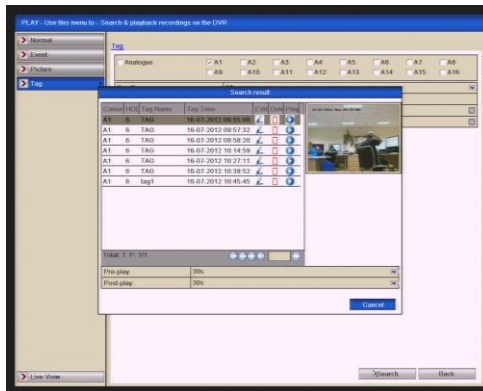 PLAY - Use this menu to - Search & playback recordings on the DVR
Normal
Event
Picture
Tag
Tag
Analogue A1 A2 A3 A4 A5 A6 A7 A8
A9 A10 A11 A12 A13 A14 A15 A16
Search result
HDD Tag Name Tag Time Edit Play
A1 6 TAG 16-07-2012 09:55:00
A1 6 TAG 16-07-2012 09:57:32
A1 6 TAG 16-07-2012 09:58:20
A1 6 TAG 16-07-2012 10:14:59
A1 6 TAG 16-07-2012 10:27:11
A1 6 TAG 16-07-2012 10:38:52
A1 6 tag1 16-07-2012 10:45:45
Total: 7 P: 1/1
Pre-play 30s
Post-play 30s
Cancel
Live View
Search Back